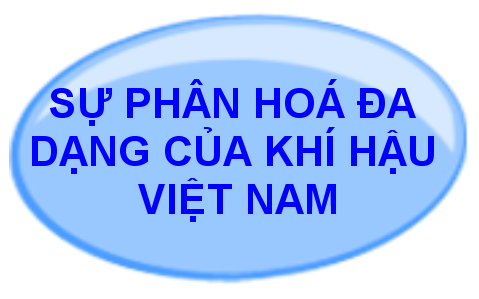 SỰ PHÂN HOÁ ĐA
DẠNG CỦA KHÍ HẬU
VIỆT NAM